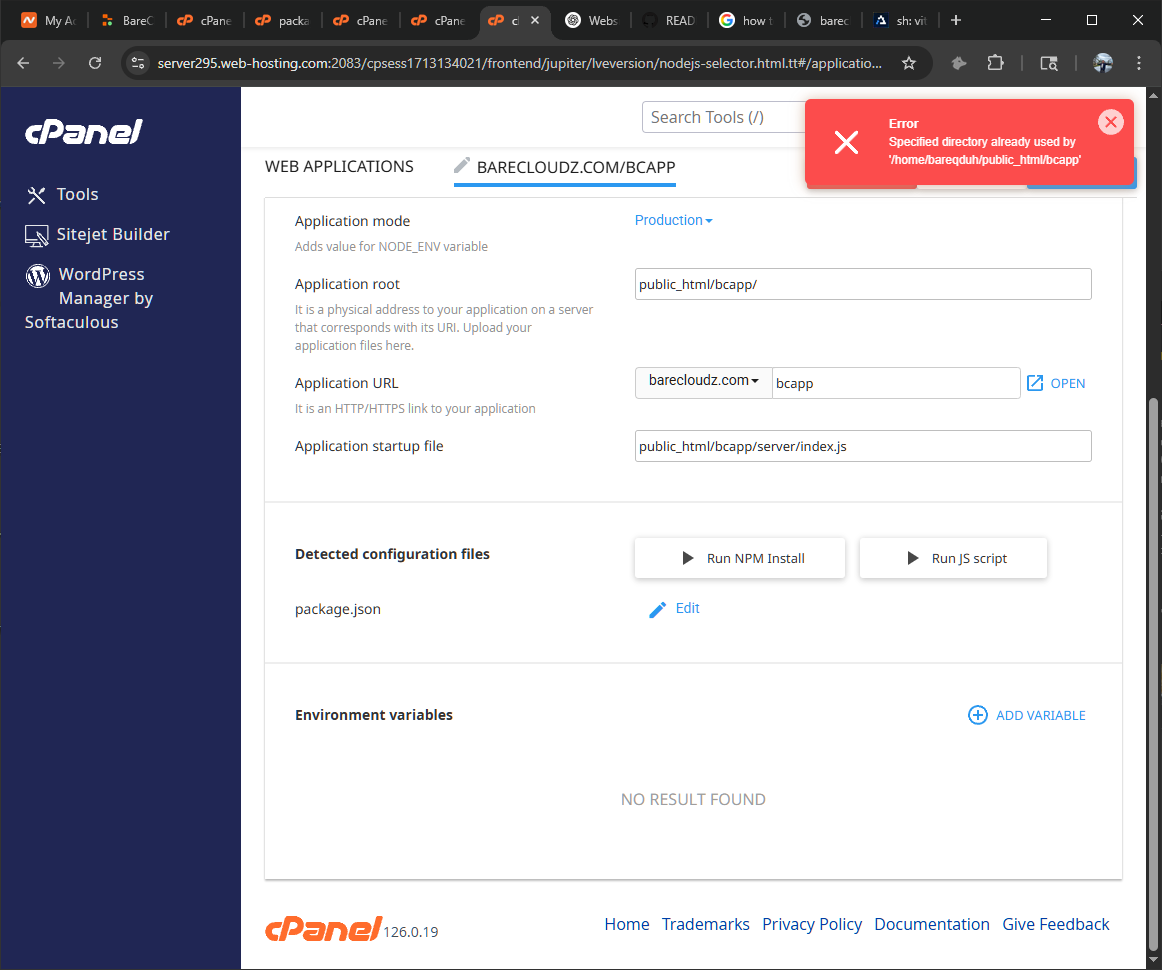 My Ac
BareC
cPane
packa
cPane
cPane
cl
Webs
READ
how t
barec
sh: vit
server295.web-hosting.com:2083/cpsess1713134021/frontend/jupiter/lveversion/nodejs-selector.html.tt#/applicatio...
cPanel
Tools
Sitejet Builder
WordPress
Manager by
Softaculous
Search Tools (/)
Error
Specified directory already used by
'/home/bareqduh/public_html/bcapp'
WEB APPLICATIONS
BARECLOUDZ.COM/BCAPP
Application mode
Production
Adds value for NODE_ENV variable
Application root
public_html/bcapp/
It is a physical address to your application on a server
that corresponds with its URI. Upload your
application files here.
Application URL
barecloudz.com
bcapp
OPEN
It is an HTTP/HTTPS link to your application
Application startup file
public_html/bcapp/server/index.js
Detected configuration files
Run NPM Install
Run JS script
package.json
Edit
Environment variables
ADD VARIABLE
NO RESULT FOUND
cPanel 126.0.19
Home
Trademarks
Privacy Policy
Documentation
Give Feedback